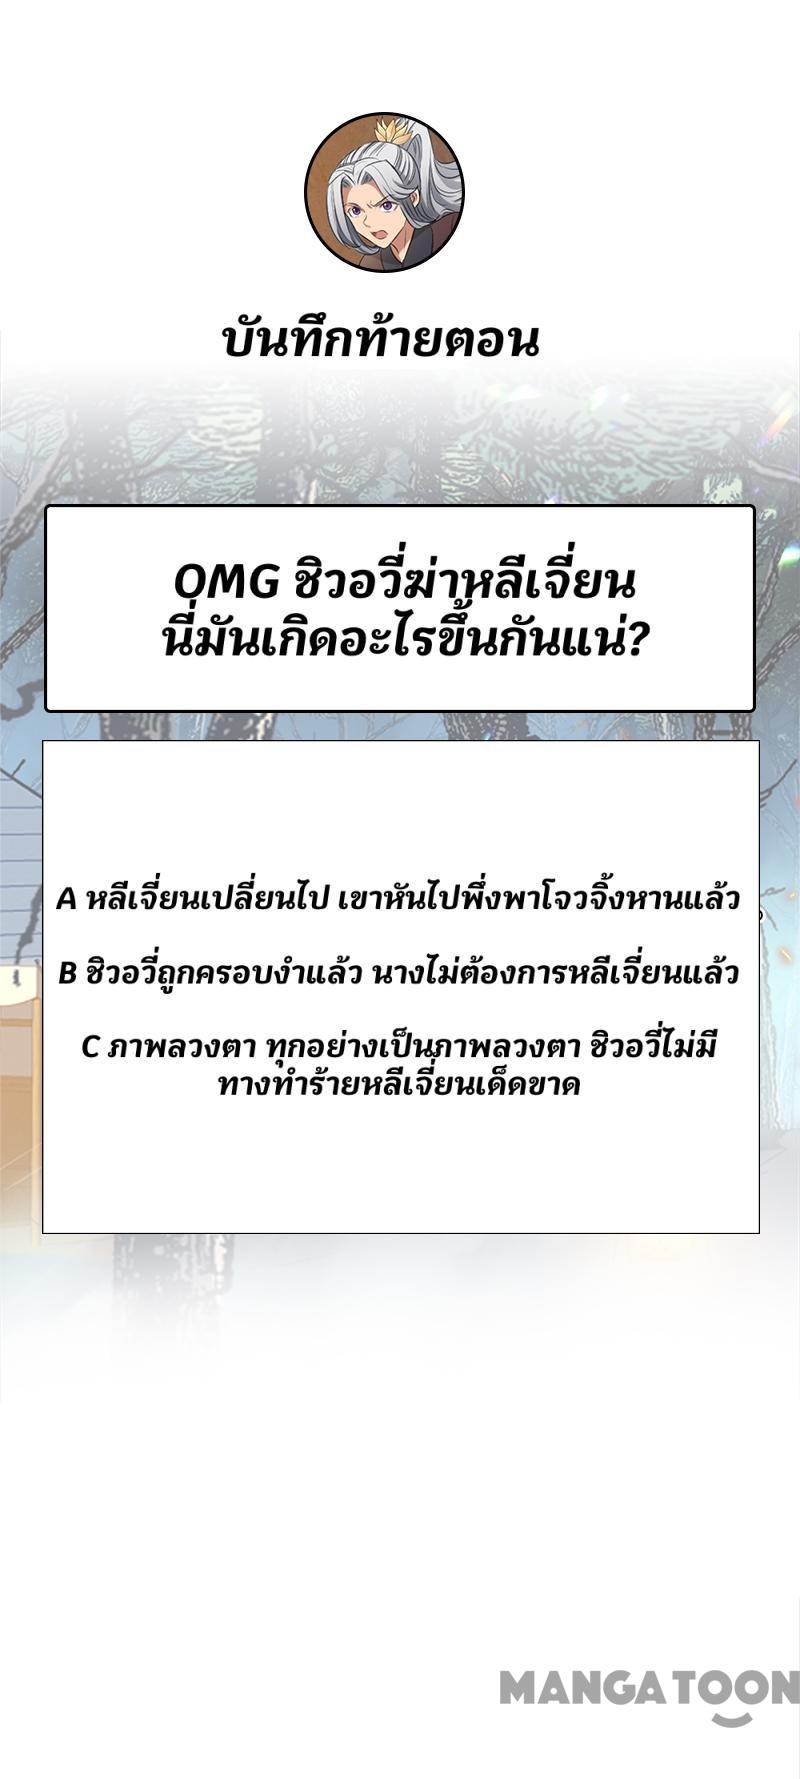 บันทึกท้ายตอน
OMG ชิวอวี่ฆ่าหลีเจี่ยน
นี่มันเกิดอะไรขึ้นกันแน่?
A หลีเจี่ยนเปลี่ยนไป เขาหันไปพึ่งพาโจวจิ้งหานแล้ว
B ชิวอวี่ถูกครอบงำแล้ว นางไม่ต้องการหลีเจี่ยนแล้ว
C ภาพลวงตา ทุกอย่างเป็นภาพลวงตา ชิวอวี่ไม่มี
ทางทำร้ายหลีเจี่ยนเด็ดขาด
MANGATOON